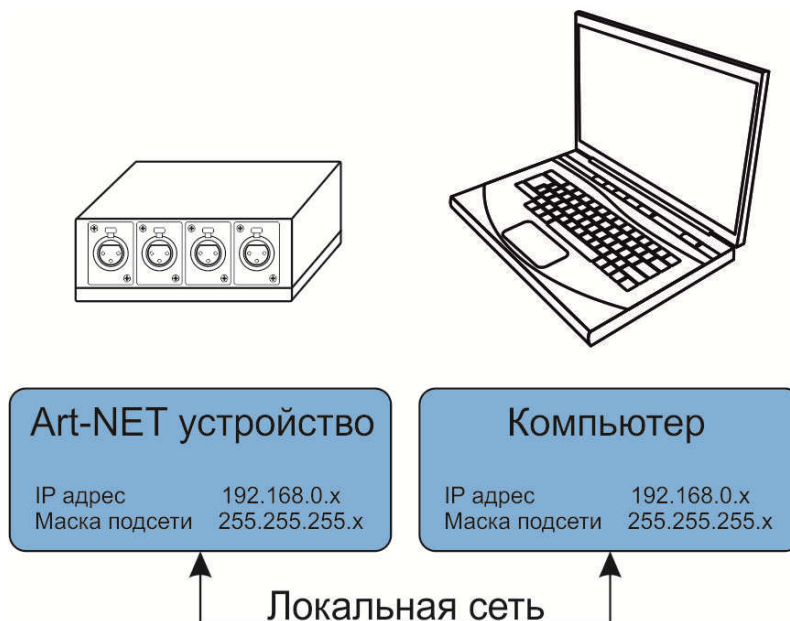 Art-NET устройство
IP адрес 192.168.0.x
Маска подсети 255.255.255.x
Компьютер
IP адрес 192.168.0.x
Маска подсети 255.255.255.x
Локальная сеть